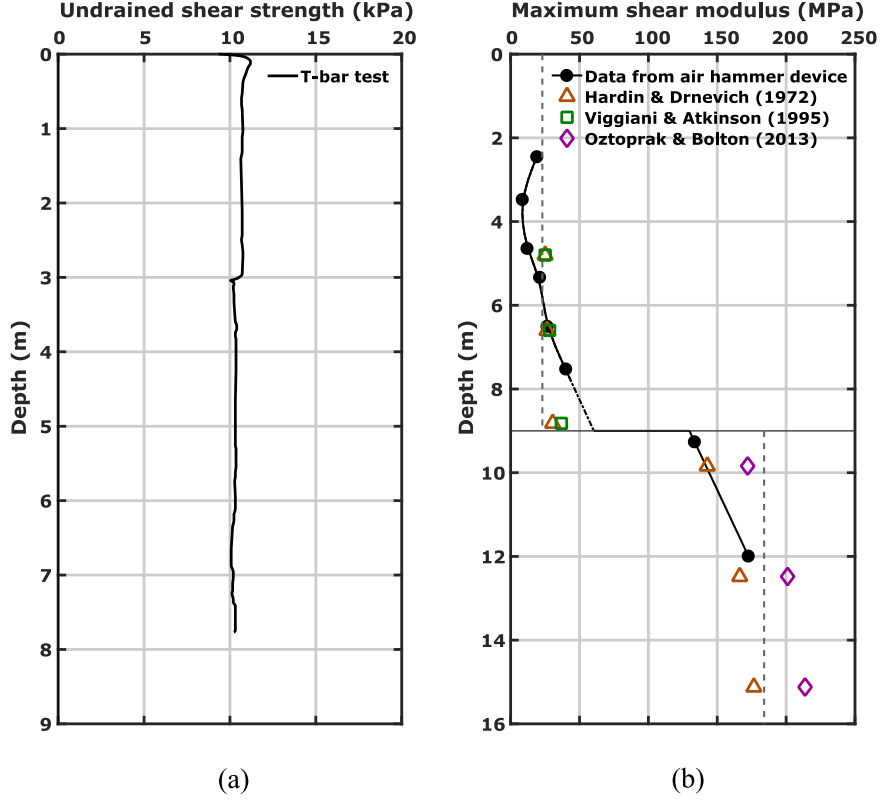 Undrained shear strength (kPa)
0 5 10 15 20
T-bar test
Depth (m)
0
1
2
3
4
5
6
7
8
9
(a)
Maximum shear modulus (MPa)
0 50 100 150 200 250
Data from air hammer device
Hardin & Drnevich (1972)
Viggiani & Atkinson (1995)
Oztoprak & Bolton (2013)
Depth (m)
0
2
4
6
8
10
12
14
16
(b)